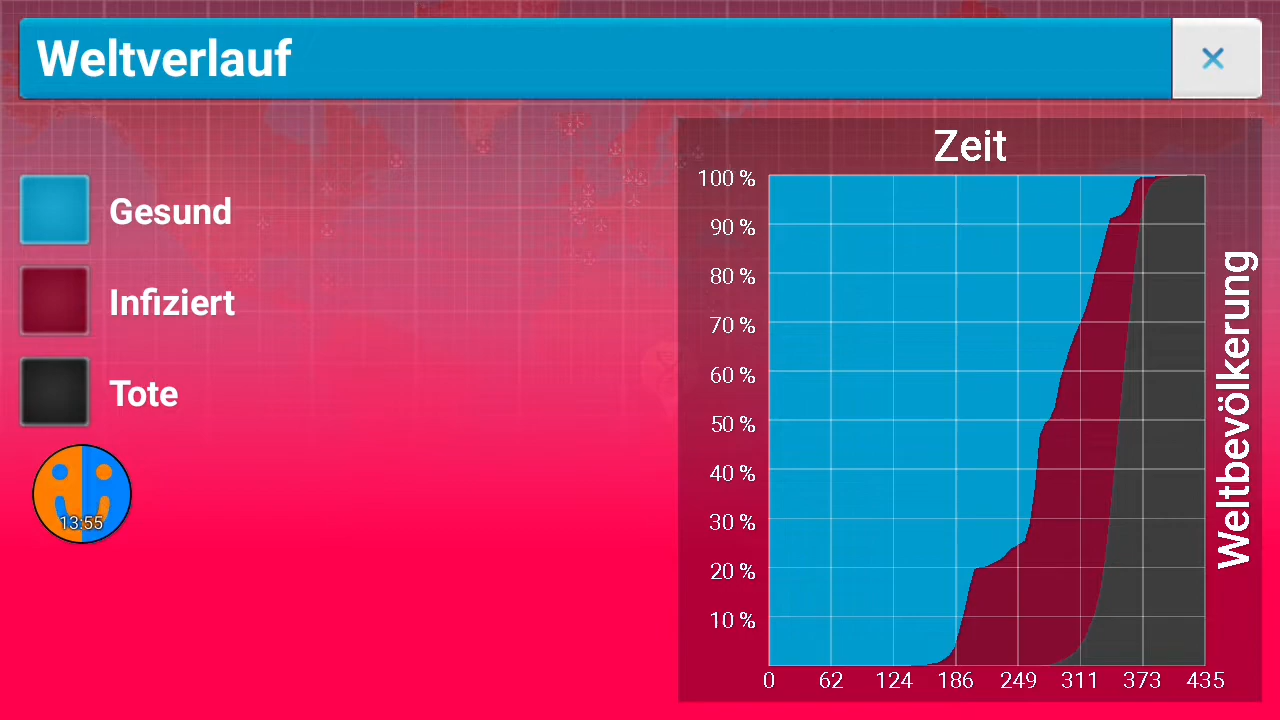 Weltverlauf
Gesund
Infiziert
Tote
13:55
Zeit
100 %
90 %
80 %
70 %
60 %
50 %
40 %
30 %
20 %
10 %
0 62 124 186 249 311 373 435
Weltbevölkerung